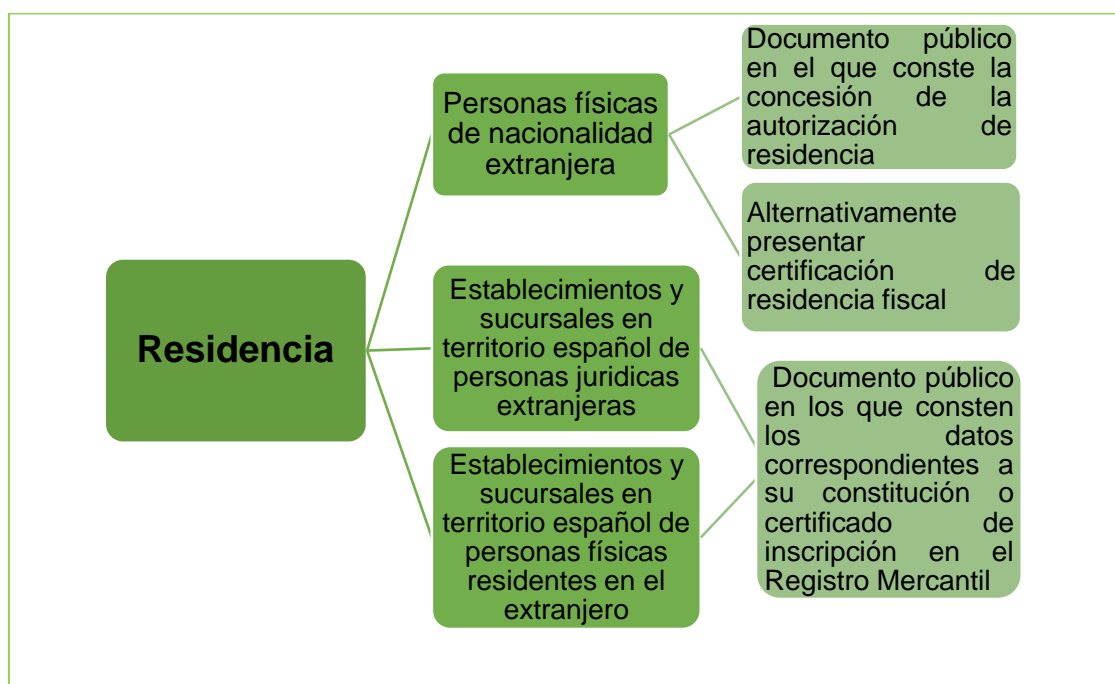 Residencia
Personas físicas
de nacionalidad
extranjera
Documento público
en el que conste la
concesión de la
autorización de
residencia
Alternativamente
presentar
certificación de
residencia fiscal
Establecimientos y
sucursales en
territorio español de
personas juridicas
extranjeras
Establecimientos y
sucursales en
territorio español de
personas físicas
residentes en el
extranjero
Documento público
en los que consten
los datos
correspondientes a
su constitución o
certificado de
inscripción en el
Registro Mercantil